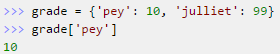 >>> grade = {'pey': 10, 'julliet': 99}
>>> grade['pey']
10